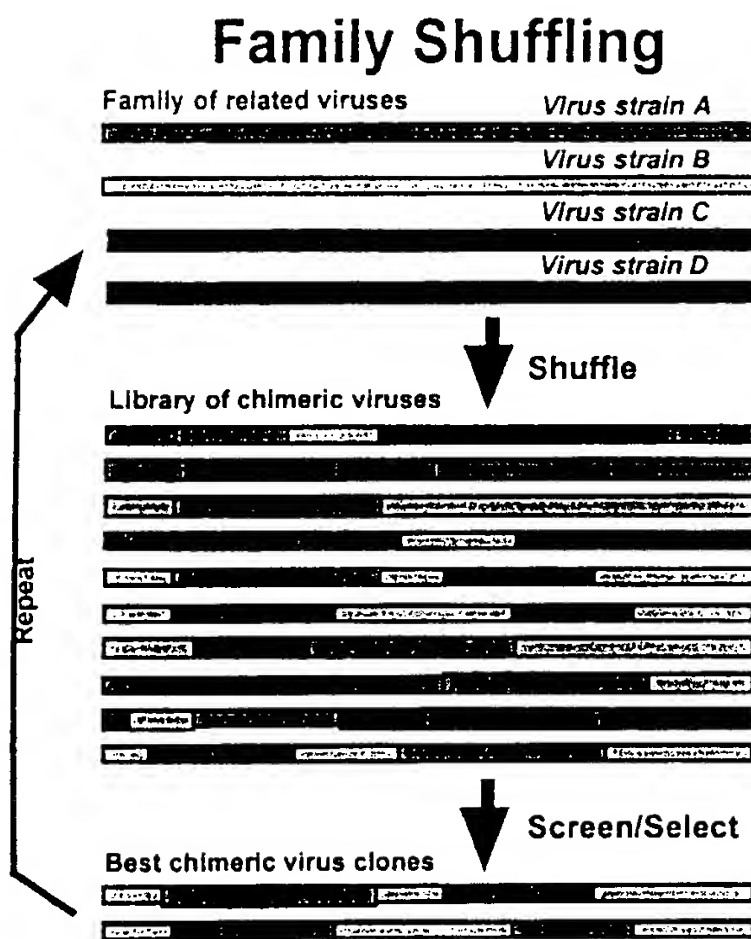 Family Shuffling
Family of related viruses
Virus strain A
Virus strain B
Virus strain C
Virus strain D
Shuffle
Library of chimeric viruses
Repeat
Screen/Select
Best chimeric virus clones